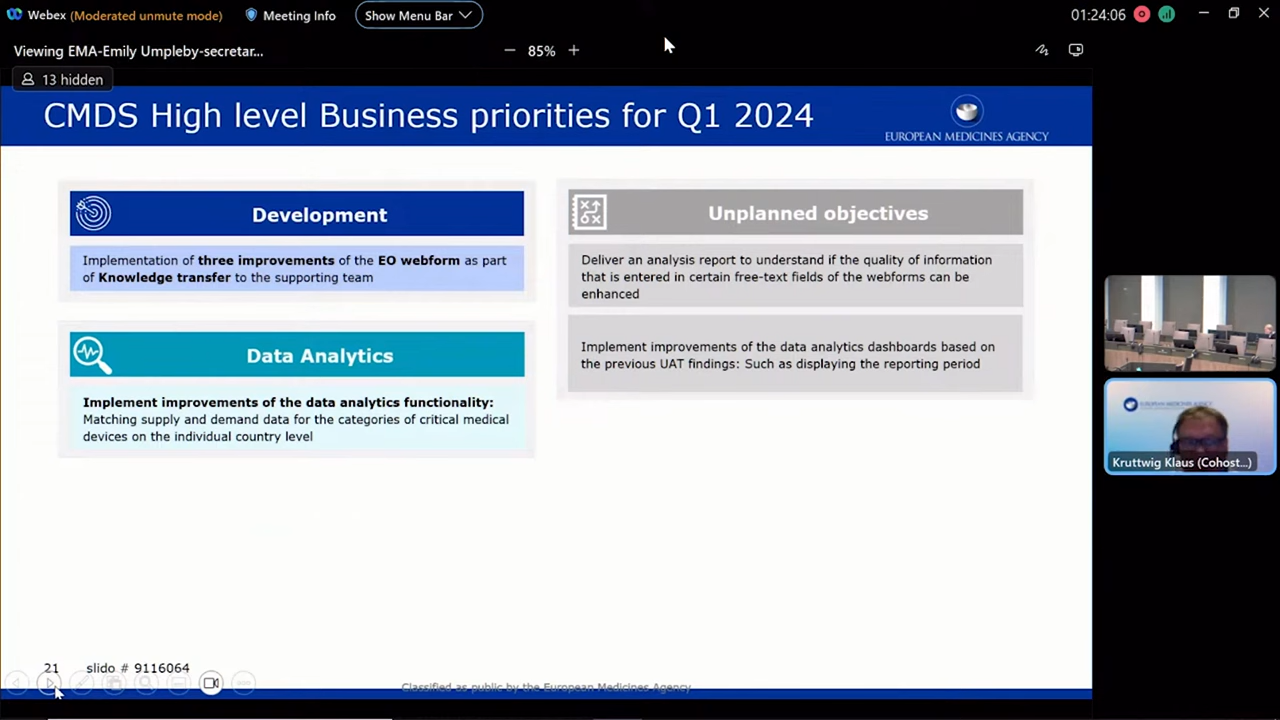 Webex (Moderated unmute mode) Meeting Info Show Menu Bar 01:24:06
Viewing EMA-Emily Umpleby-secretar... 85%
13 hidden
CMDS High level Business priorities for Q1 2024
EUROPEAN MEDICINES AGENCY
Development
Implementation of three improvements of the EO webform as part
of Knowledge transfer to the supporting team
Data Analytics
Implement improvements of the data analytics functionality:
Matching supply and demand data for the categories of critical medical
devices on the individual country level
Unplanned objectives
Deliver an analysis report to understand if the quality of information
that is entered in certain free-text fields of the webforms can be
enhanced
Implement improvements of the data analytics dashboards based on
the previous UAT findings: Such as displaying the reporting period
EUROPEAN MEDICINES AGENCY
Kruttwig Klaus (Cohost...)
21 slido # 9116064
Classified as public by the European Medicines Agency